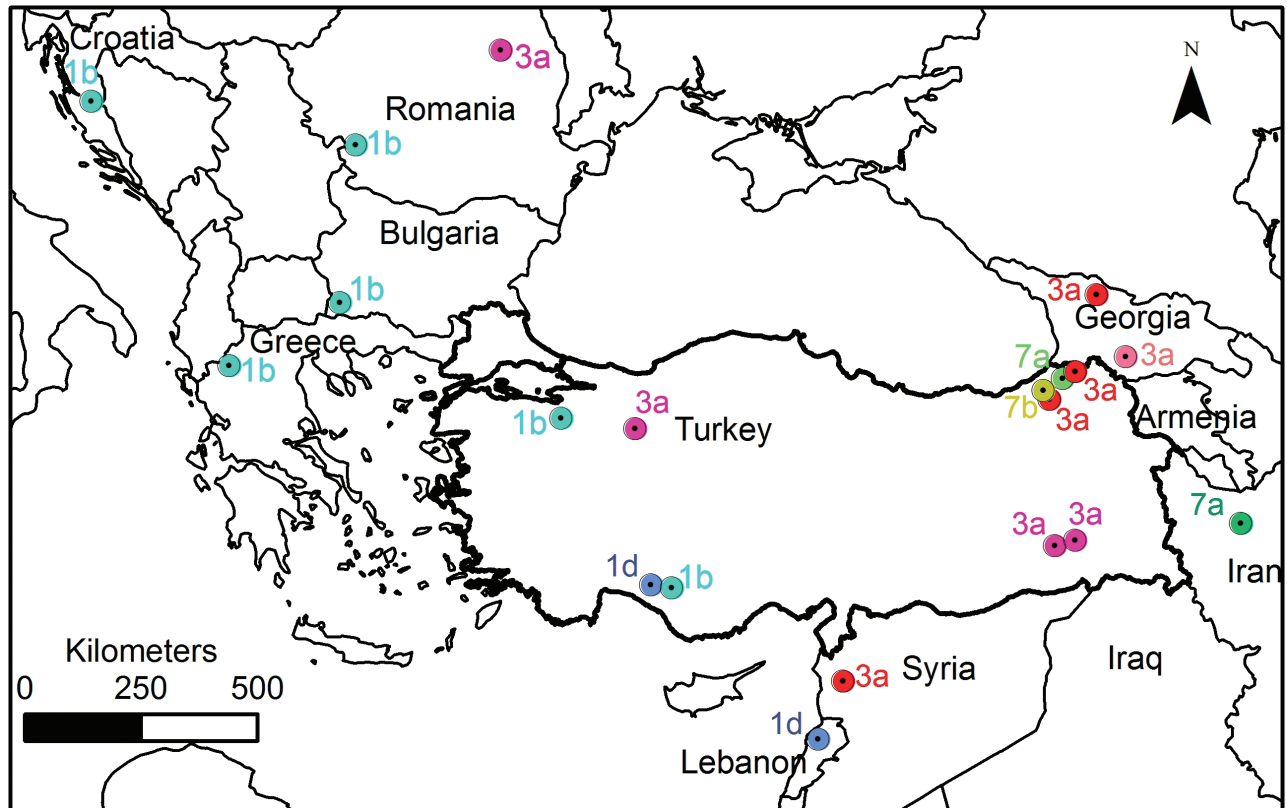 Croatia
1b
3a
N
Romania
1b
Bulgaria
1b
3a
Georgia
Greece
1b
7a
3a
3a
7b
3a
Armenia
1b
3a
Turkey
7a
3a
3a
1d
1b
Iran
Kilometers
0 250 500
3a
Syria
Iraq
1d
Lebanon